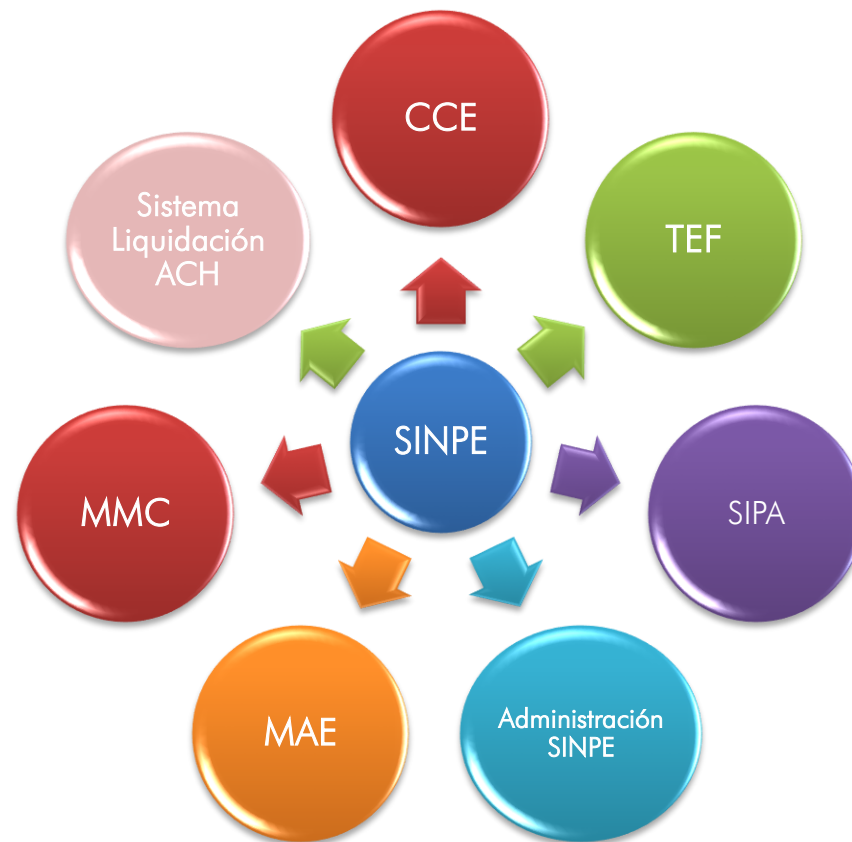 CCE
TEF
SIPA
Administración
SINPE
MAE
MMC
Sistema
Liquidación
ACH
SINPE